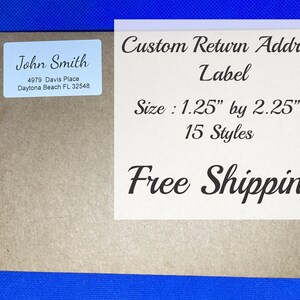 John Smith
4979 Davis Place
Daytona Beach FL 32548
Custom Return Addr
Label
Size : 1.25" by 2.25"
15 Styles
Free Shippin